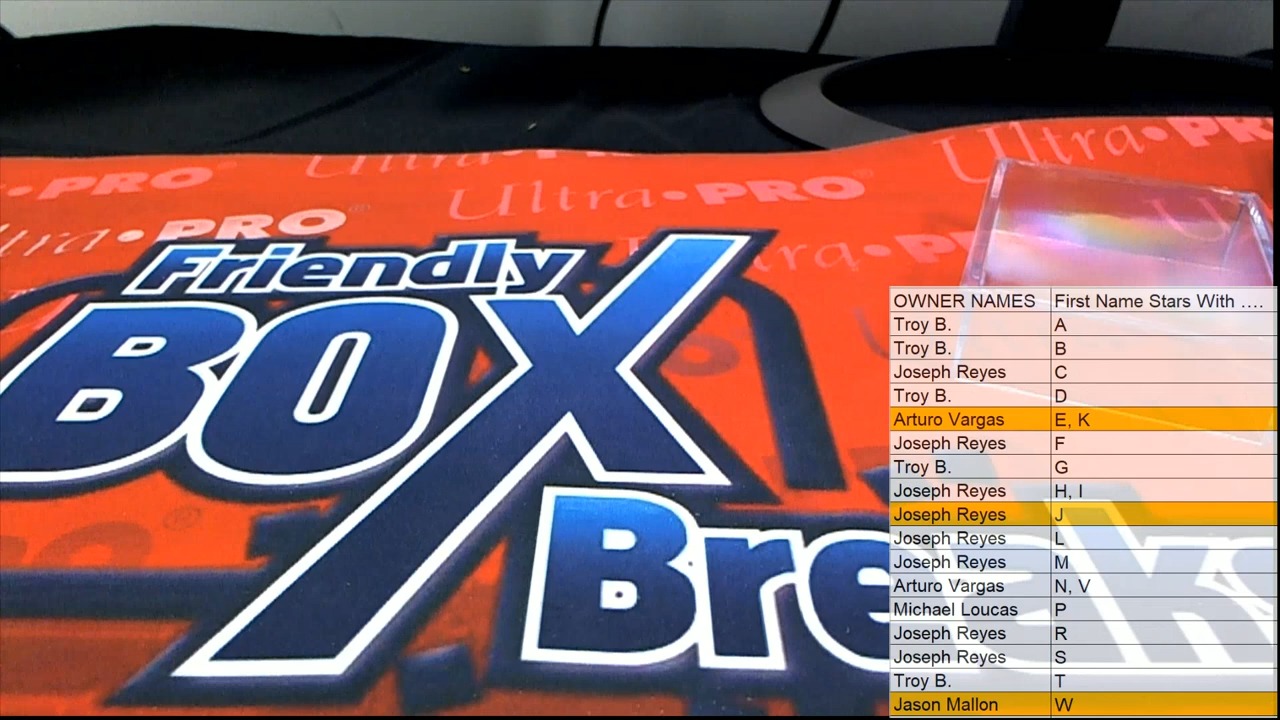 Ultra•PRO
Ultra•PRO®
Ultra•PRO
PRO®
Friendly
BOX
Breaks
OWNER NAMES First Name Stars With ....
Troy B. A
Troy B. B
Joseph Reyes C
Troy B. D
Arturo Vargas E, K
Joseph Reyes F
Troy B. G
Joseph Reyes H, I
Joseph Reyes J
Joseph Reyes L
Joseph Reyes M
Arturo Vargas N, V
Michael Loucas P
Joseph Reyes R
Joseph Reyes S
Troy B. T
Jason Mallon W